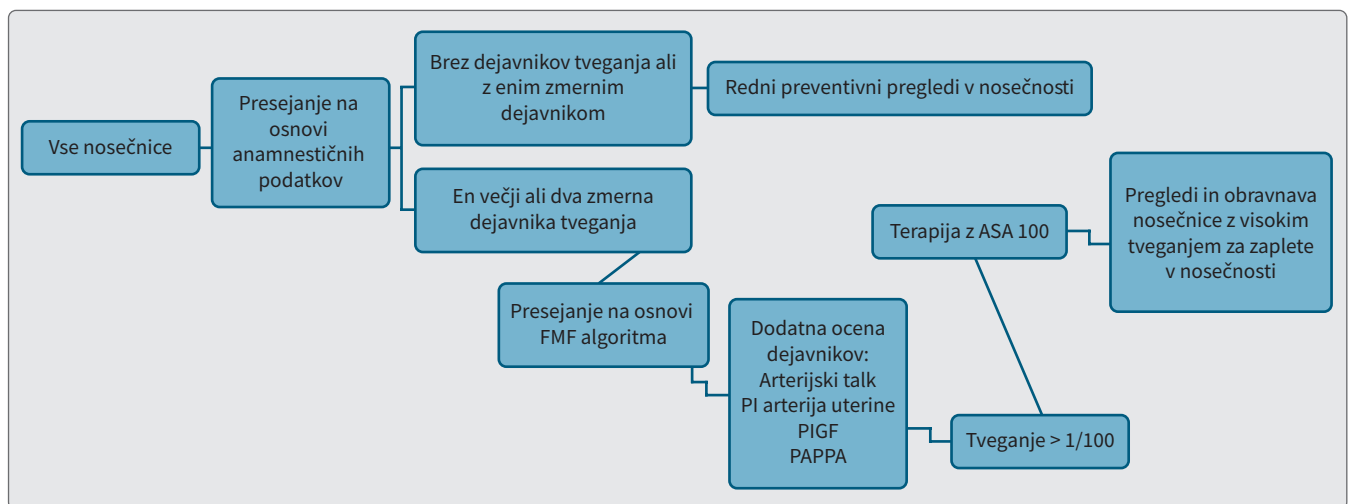 Vse nosečnice
Presejanje na
osnovi
anamnestičnih
podatkov
Brez dejavnikov tveganja ali
z enim zmernim
dejavnikom
Redni preventivni pregledi v nosečnosti
En večji ali dva zmerna
dejavnika tveganja
Presejanje na osnovi
FMF algoritma
Dodatna ocena
dejavnikov:
Arterijski talk
PI arterija uterine
PIGF
PAPPA
Tveganje > 1/100
Terapija z ASA 100
Pregledi in obravnava
nosečnice z visokim
tveganjem za zaplete
v nosečnosti